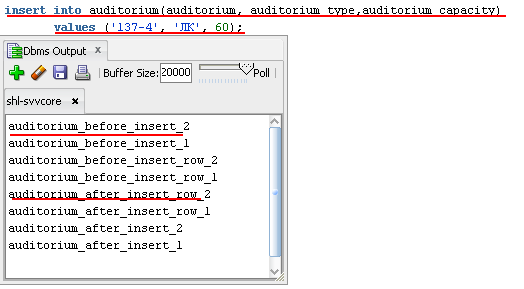 insert into auditorium(auditorium, auditorium_type,auditorium_capacity)
values ('137-4', 'ЛК', 60);
Dbms Output x
Buffer Size: 20000 Poll
shl-svvcore x
auditorium_before_insert_2
auditorium_before_insert_1
auditorium_before_insert_row_2
auditorium_before_insert_row_1
auditorium_after_insert_row_2
auditorium_after_insert_row_1
auditorium_after_insert_2
auditorium_after_insert_1